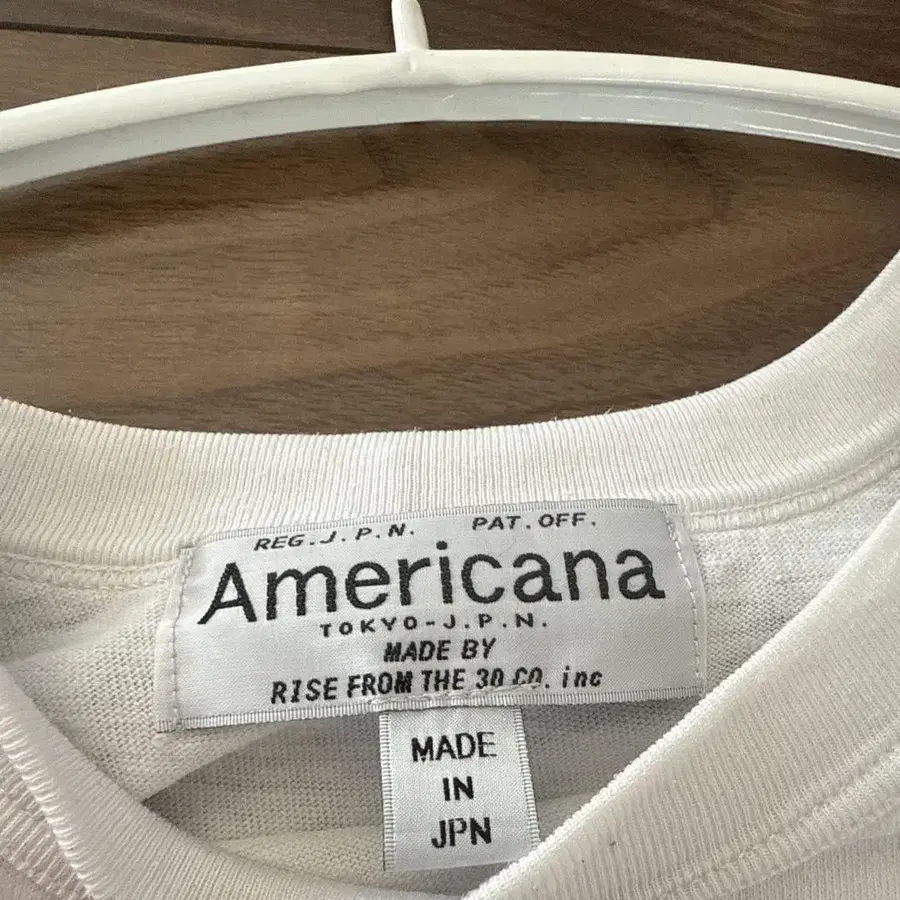 REG.J.P.N. PAT.OFF.
Americana
TOKYO-J.P.N.
MADE BY
RISE FROM THE 30 CO. inc
MADE
IN
JPN